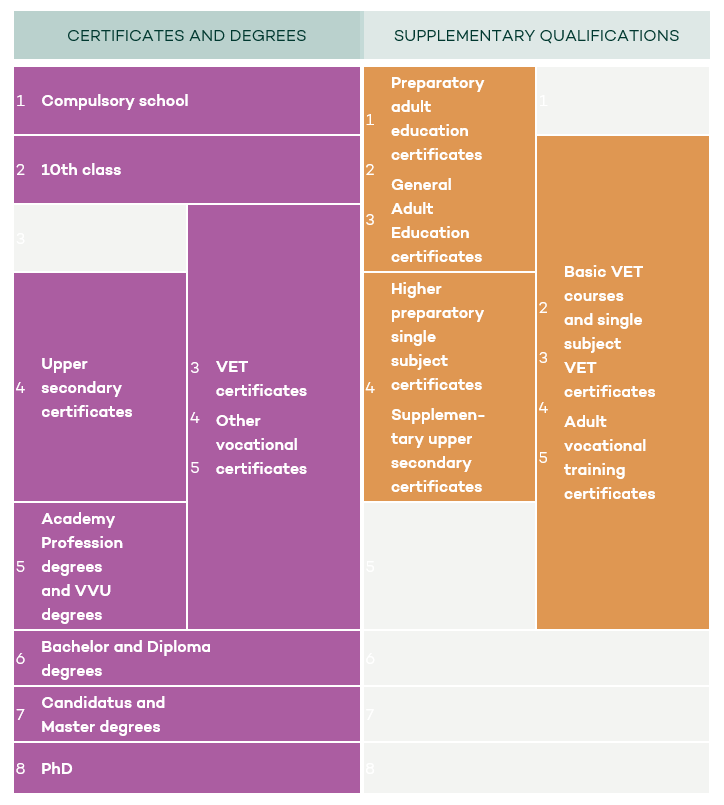 CERTIFICATES AND DEGREES
SUPPLEMENTARY QUALIFICATIONS
1 Compulsory school
2 10th class
3
4 Upper
secondary
certificates
5 Academy
Profession
degrees
and VVU
degrees
3 VET
certificates
4 Other
vocational
5 certificates
6 Bachelor and Diploma
degrees
7 Candidatus and
Master degrees
8 PhD
Preparatory
adult
1 education
certificates
2 General
Adult
3 Education
certificates
Higher
preparatory
single
subject
4 certificates
Supplemen-
tary upper
secondary
certificates
5
6
7
8
1
Basic VET
courses
2 and single
subject
3 VET
certificates
4 Adult
vocational
5 training
certificates